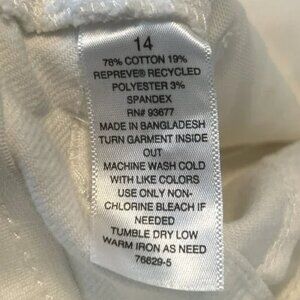 14
78% COTTON 19%
REPREVE® RECYCLED
POLYESTER 3%
SPANDEX
RN# 93677
MADE IN BANGLADESH
TURN GARMENT INSIDE
OUT
MACHINE WASH COLD
WITH LIKE COLORS
USE ONLY NON-
CHLORINE BLEACH IF
NEEDED
TUMBLE DRY LOW
WARM IRON AS NEED
76629-5